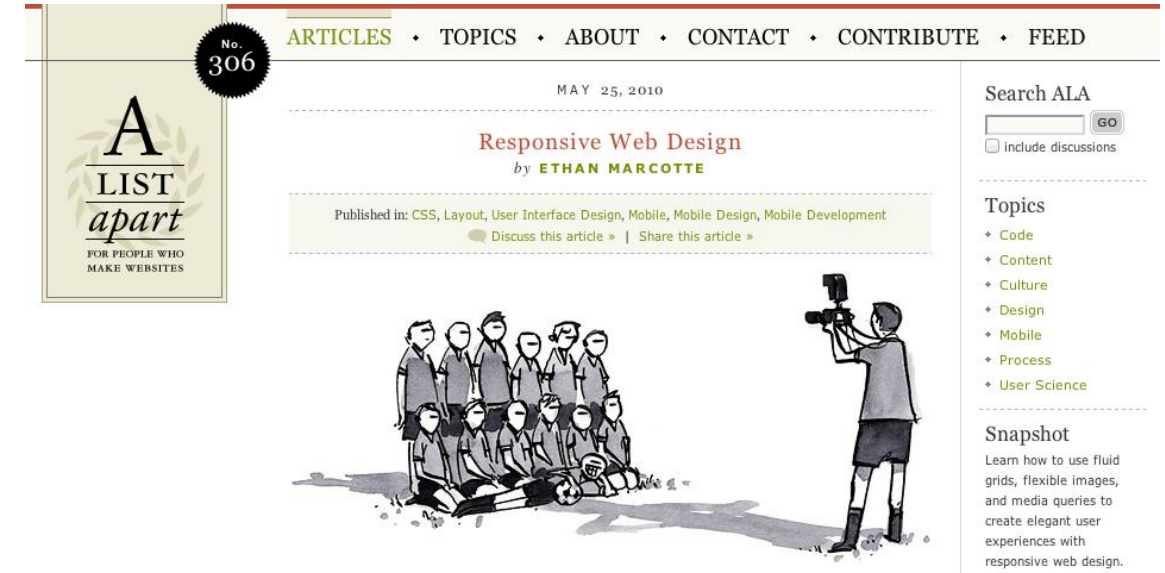 No.
306
ARTICLES • TOPICS • ABOUT • CONTACT • CONTRIBUTE • FEED
A
LIST
apart
FOR PEOPLE WHO
MAKE WEBSITES
MAY 25, 2010
Responsive Web Design
by ETHAN MARCOTTE
Published in: CSS, Layout, User Interface Design, Mobile, Mobile Design, Mobile Development
Discuss this article » | Share this article »
Search ALA
GO
include discussions
Topics
Code
Content
Culture
Design
Mobile
Process
User Science
Snapshot
Learn how to use fluid
grids, flexible images,
and media queries to
create elegant user
experiences with
responsive web design.